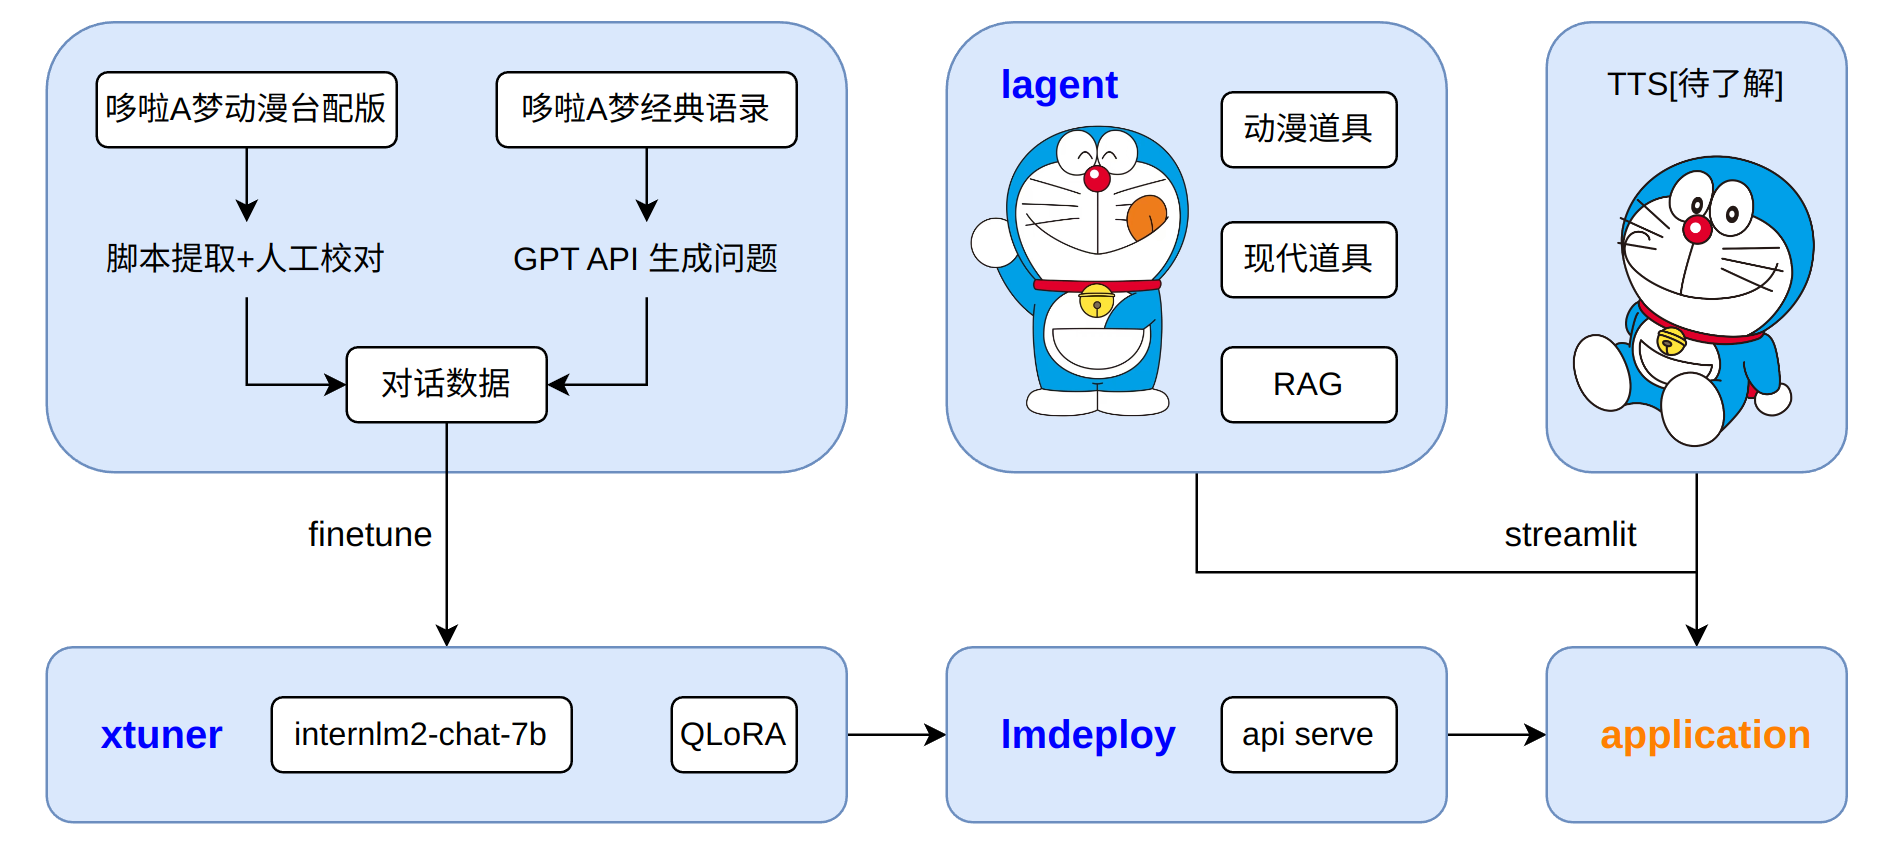 哆啦A梦动漫台配版
哆啦A梦经典语录
脚本提取+人工校对
GPT API 生成问题
对话数据
lagent
动漫道具
现代道具
RAG
TTS[待了解]
finetune
streamlit
xtuner
internlm2-chat-7b
QLoRA
lmdeploy
api serve
application